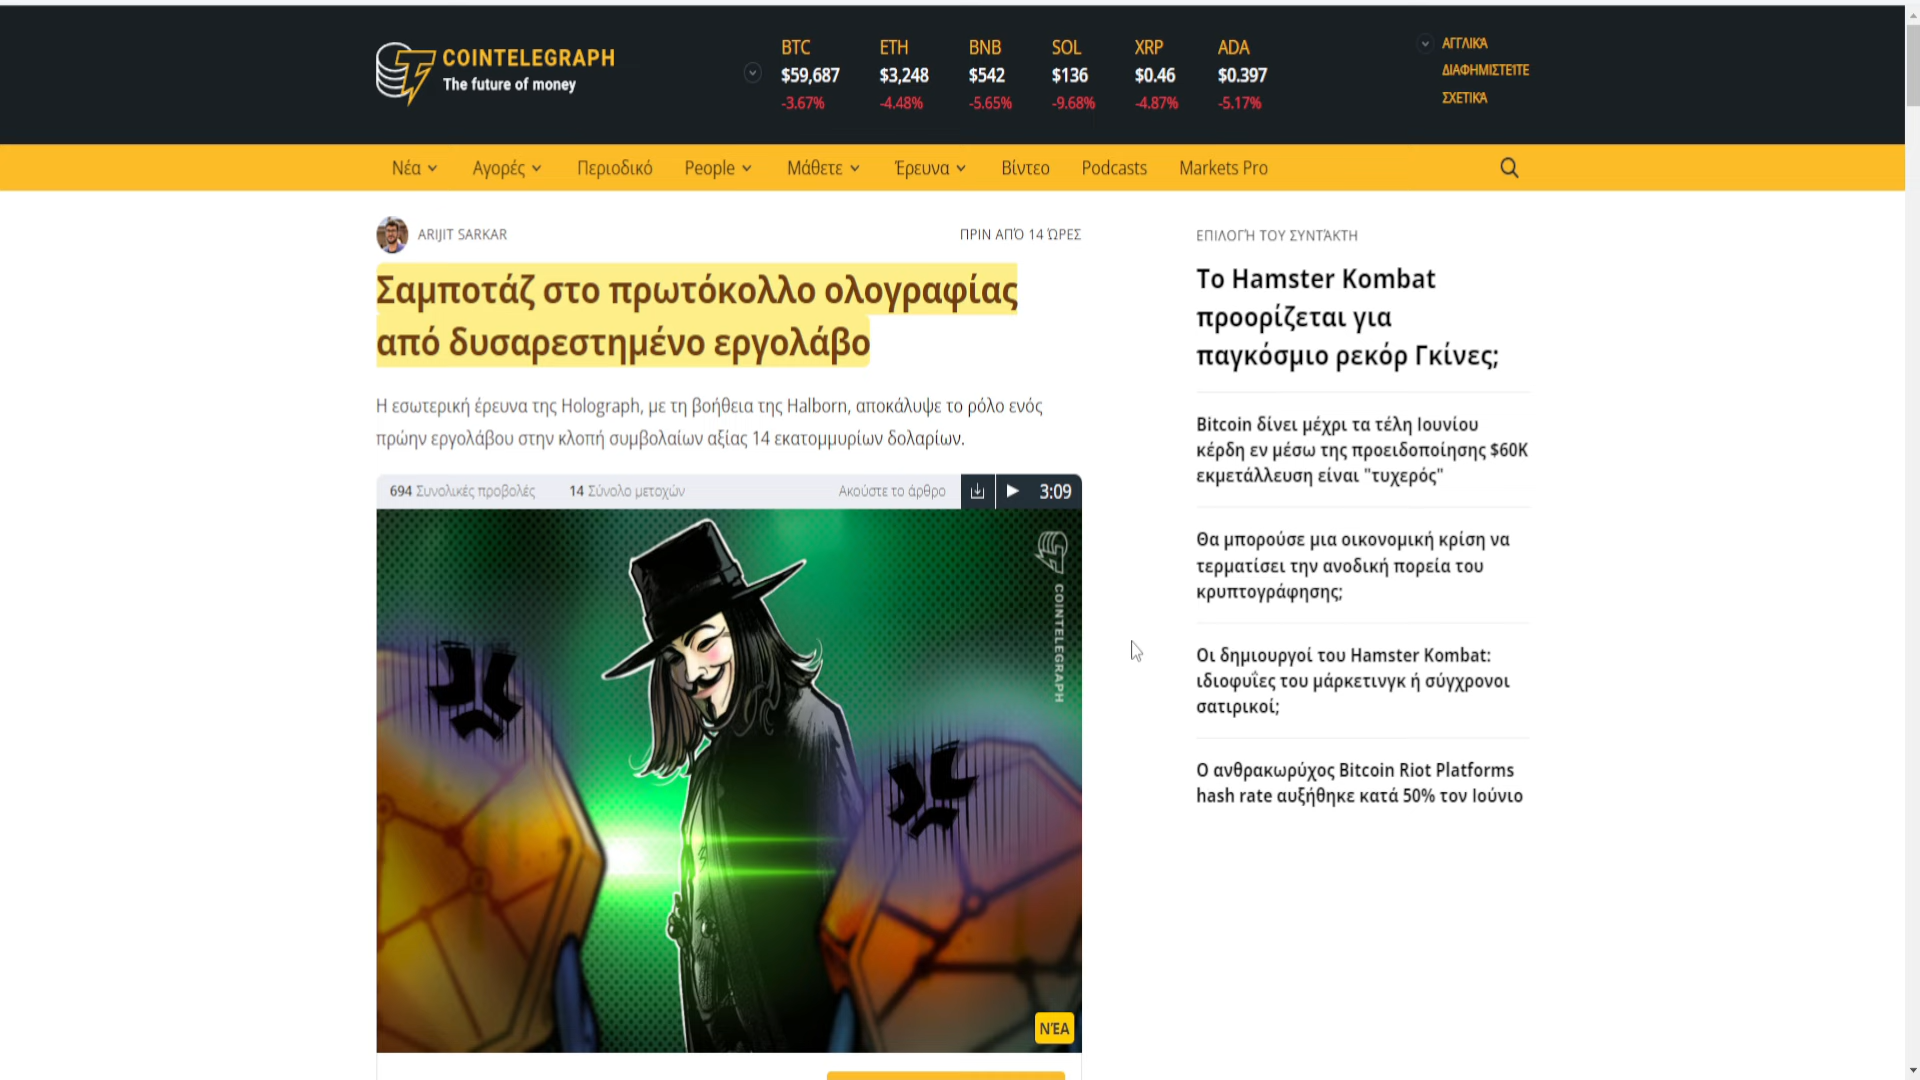 COINTELEGRAPH
The future of money
BTC ETH BNB SOL XRP ADA
$59,687 $3,248 $542 $136 $0.46 $0.397
-3.67% -4.48% -5.65% -9.68% -4.87% -5.17%
ΑΓΓΛΙΚΆ
ΔΙΑΦΗΜΙΣΤΕΊΤΕ
ΣΧΕΤΙΚΆ
Νέα Αγορές Περιοδικό People Μάθετε Έρευνα Βίντεο Podcasts Markets Pro
ARIJIT SARKAR ΠΡΙΝ ΑΠΌ 14 ΏΡΕΣ
Σαμποτάζ στο πρωτόκολλο ολογραφίας
από δυσαρεστημένο εργολάβο
Η εσωτερική έρευνα της Holograph, με τη βοήθεια της Halborn, αποκάλυψε το ρόλο ενός
πρώην εργολάβου στην κλοπή συμβολαίων αξίας 14 εκατομμυρίων δολαρίων.
694 Συνολικές προβολές 14 Σύνολο μετοχών Ακούστε το άρθρο 3:09
COINTELEGRAPH
ΝΈΑ
ΕΠΙΛΟΓΉ ΤΟΥ ΣΥΝΤΆΚΤΗ
Το Hamster Kombat
προορίζεται για
παγκόσμιο ρεκόρ Γκίνες;
Bitcoin δίνει μέχρι τα τέλη Ιουνίου
κέρδη εν μέσω της προειδοποίησης $60K
εκμετάλλευση είναι "τυχερός"
Θα μπορούσε μια οικονομική κρίση να
τερματίσει την ανοδική πορεία του
κρυπτογράφησης;
Οι δημιουργοί του Hamster Kombat:
ιδιοφυΐες του μάρκετινγκ ή σύγχρονοι
σατιρικοί;
Ο ανθρακωρύχος Bitcoin Riot Platforms
hash rate αυξήθηκε κατά 50% τον Ιούνιο